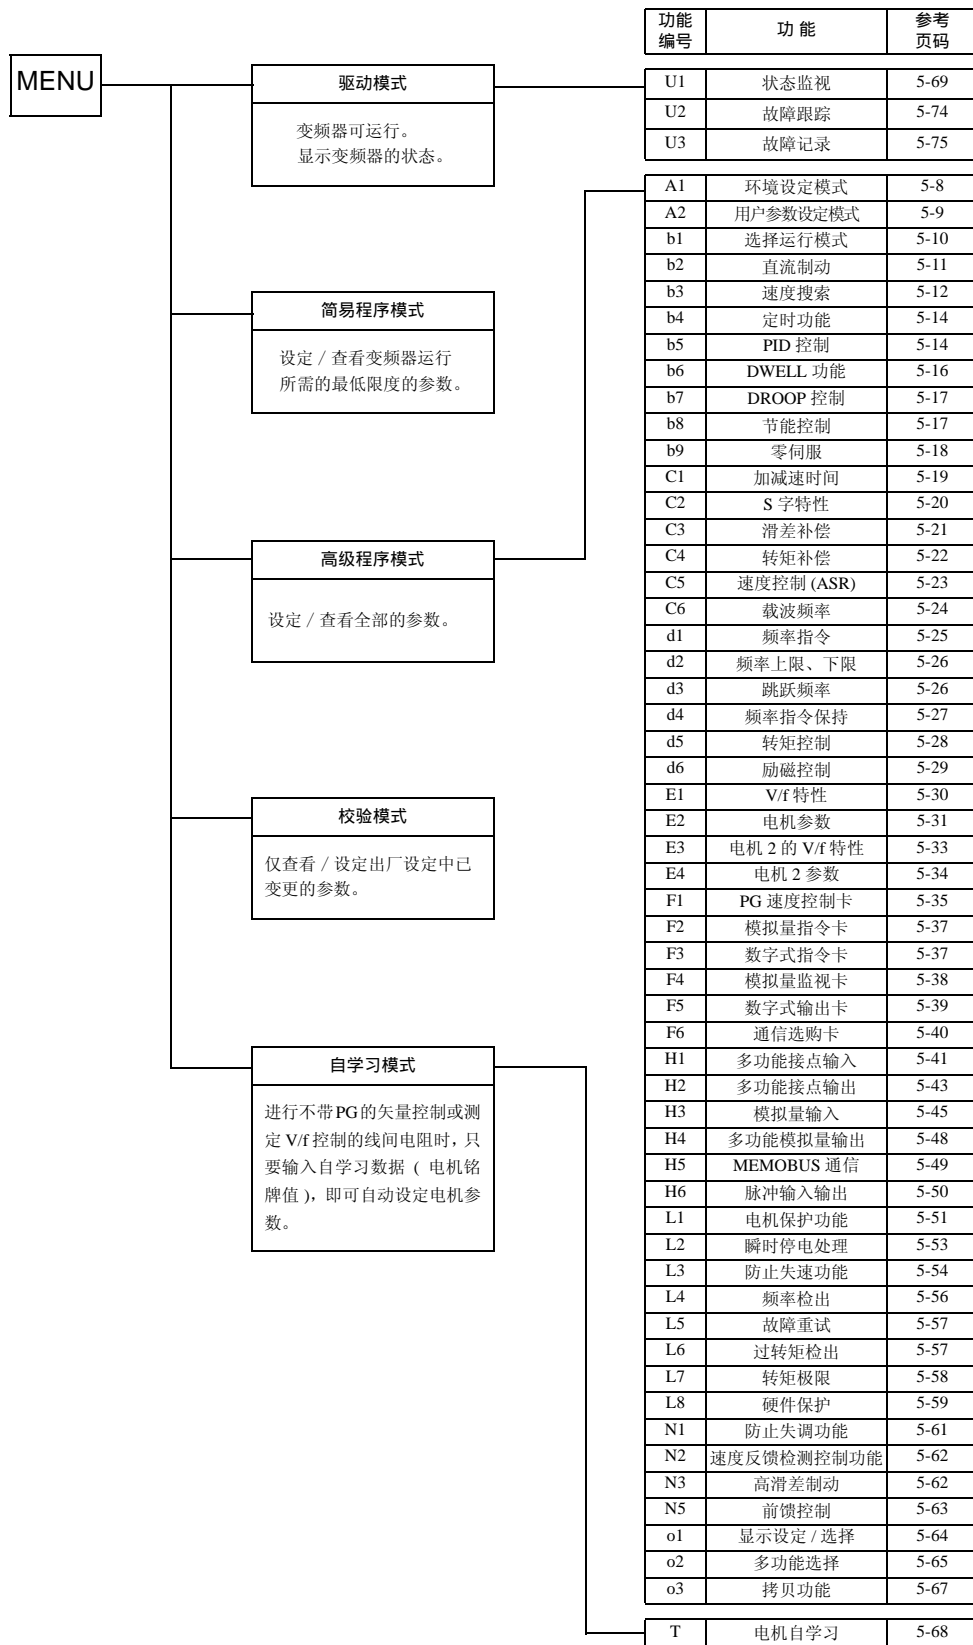 MENU
驱动模式
变频器可运行。
显示变频器的状态。
简易程序模式
设定 / 查看变频器运行
所需的最低限度的参数。
高级程序模式
设定 / 查看全部的参数。
校验模式
仅查看 / 设定出厂设定中已
变更的参数。
自学习模式
进行不带PG的矢量控制或测
定 V/f 控制的线间电阻时，只
要输入自学习数据 ( 电机铭
牌值 )，即可自动设定电机参
数。
功能编号 功 能 参考页码
U1 状态监视 5-69
U2 故障跟踪 5-74
U3 故障记录 5-75
A1 环境设定模式 5-8
A2 用户参数设定模式 5-9
b1 选择运行模式 5-10
b2 直流制动 5-11
b3 速度搜索 5-12
b4 定时功能 5-14
b5 PID 控制 5-14
b6 DWELL 功能 5-16
b7 DROOP 控制 5-17
b8 节能控制 5-17
b9 零伺服 5-18
C1 加减速时间 5-19
C2 S 字特性 5-20
C3 滑差补偿 5-21
C4 转矩补偿 5-22
C5 速度控制 (ASR) 5-23
C6 载波频率 5-24
d1 频率指令 5-25
d2 频率上限、下限 5-26
d3 跳跃频率 5-26
d4 频率指令保持 5-27
d5 转矩控制 5-28
d6 励磁控制 5-29
E1 V/f 特性 5-30
E2 电机参数 5-31
E3 电机 2 的 V/f 特性 5-33
E4 电机 2 参数 5-34
F1 PG 速度控制卡 5-35
F2 模拟量指令卡 5-37
F3 数字式指令卡 5-37
F4 模拟量监视卡 5-38
F5 数字式输出卡 5-39
F6 通信选购卡 5-40
H1 多功能接点输入 5-41
H2 多功能接点输出 5-43
H3 模拟量输入 5-45
H4 多功能模拟量输出 5-48
H5 MEMOBUS 通信 5-49
H6 脉冲输入输出 5-50
L1 电机保护功能 5-51
L2 瞬时停电处理 5-53
L3 防止失速功能 5-54
L4 频率检出 5-56
L5 故障重试 5-57
L6 过转矩检出 5-57
L7 转矩极限 5-58
L8 硬件保护 5-59
N1 防止失调功能 5-61
N2 速度反馈检测控制功能 5-62
N3 高滑差制动 5-62
N5 前馈控制 5-63
o1 显示设定 / 选择 5-64
o2 多功能选择 5-65
o3 拷贝功能 5-67
T 电机自学习 5-68